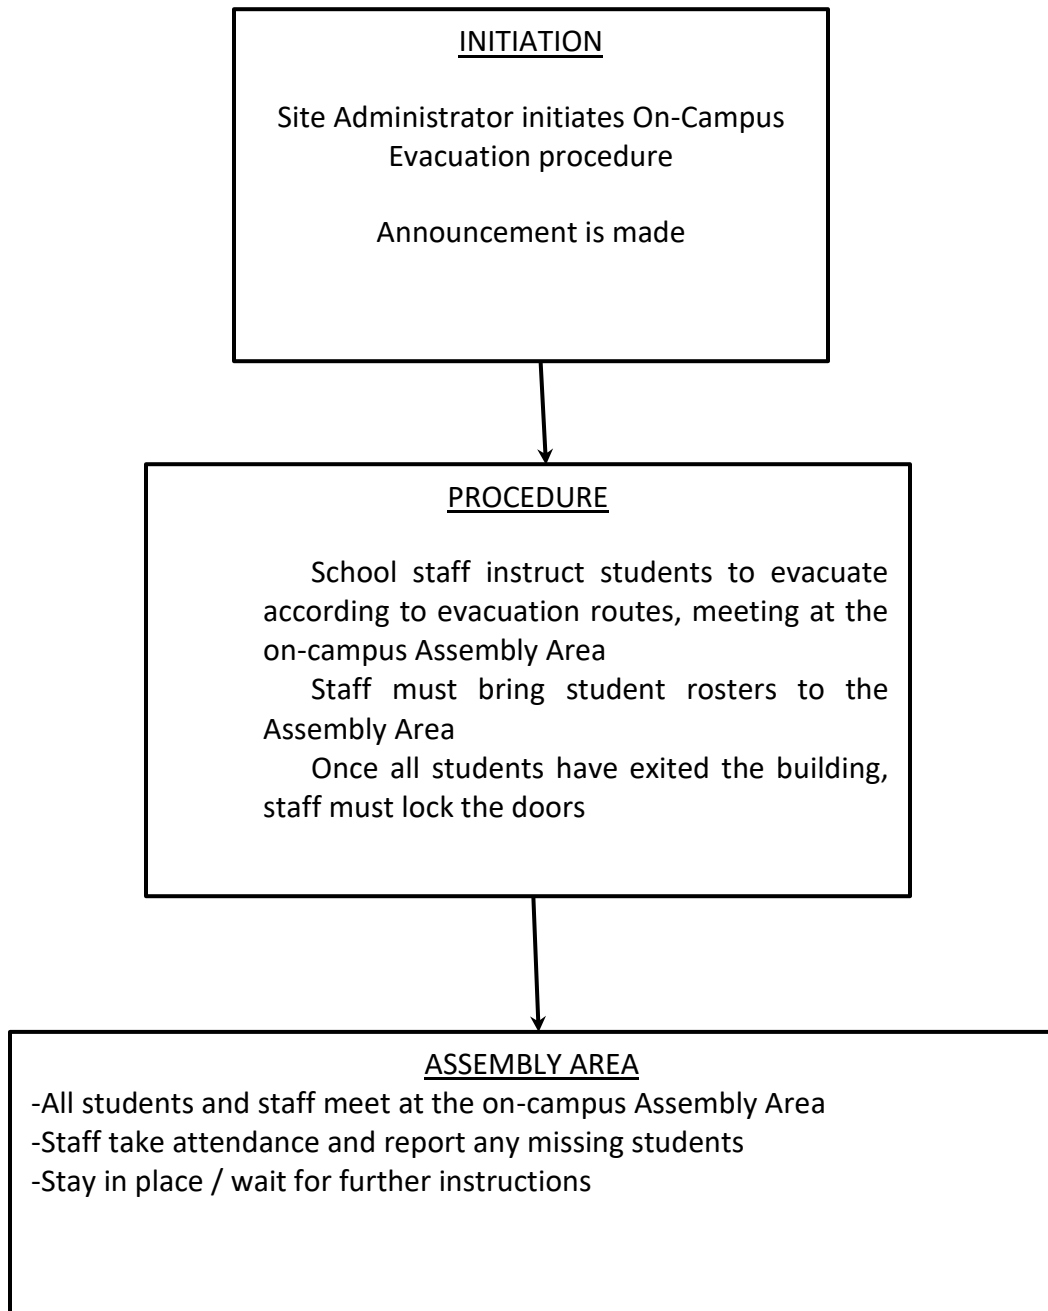 INITIATION
Site Administrator initiates On-Campus
Evacuation procedure
Announcement is made
PROCEDURE
School staff instruct students to evacuate
according to evacuation routes, meeting at the
on-campus Assembly Area
Staff must bring student rosters to the
Assembly Area
Once all students have exited the building,
staff must lock the doors
ASSEMBLY AREA
-All students and staff meet at the on-campus Assembly Area
-Staff take attendance and report any missing students
-Stay in place / wait for further instructions